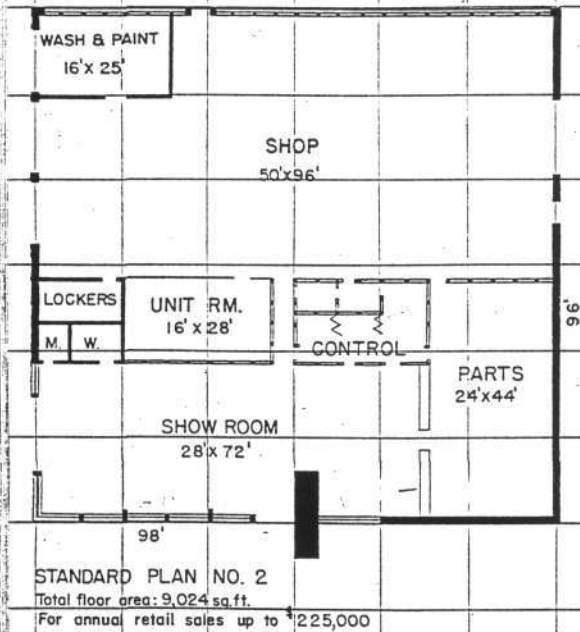 WASH & PAINT
16'x 25'
SHOP
50'x96'
LOCKERS
UNIT RM.
16' x 28'
M. W.
CONTROL
96'
PARTS
24'x44'
SHOW ROOM
28'x 72'
98'
STANDARD PLAN NO. 2
Total floor area: 9,024 sq.ft.
For annual retail sales up to $225,000